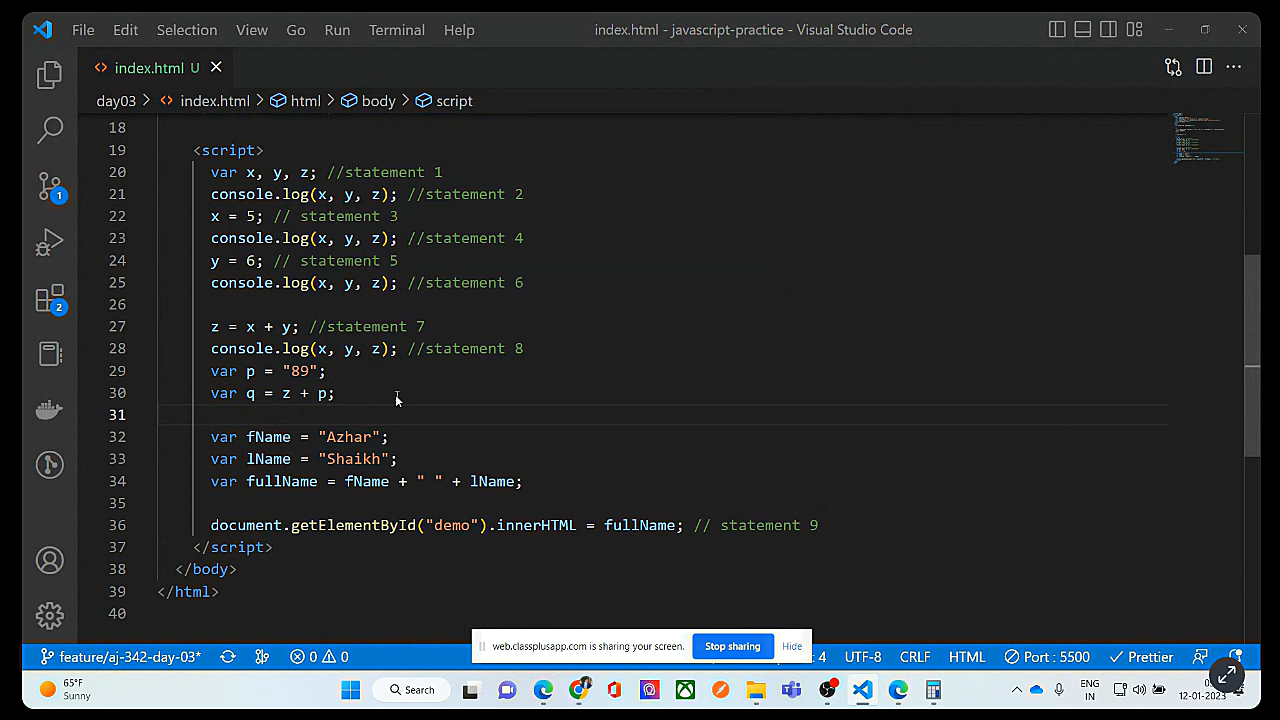 File Edit Selection View Go Run Terminal Help
index.html - javascript-practice - Visual Studio Code
index.html U
day03 > index.html > html > body > script
18
19 <script>
20 var x, y, z; //statement 1
21 console.log(x, y, z); //statement 2
22 x = 5; // statement 3
23 console.log(x, y, z); //statement 4
24 y = 6; // statement 5
25 console.log(x, y, z); //statement 6
26
27 z = x + y; //statement 7
28 console.log(x, y, z); //statement 8
29 var p = "89";
30 var q = z + p;
31
32 var fName = "Azhar";
33 var lName = "Shaikh";
34 var fullName = fName + " " + lName;
35
36 document.getElementById("demo").innerHTML = fullName; // statement 9
37 </script>
38 </body>
39 </html>
40
1
2
web.classplusapp.com is sharing your screen. Stop sharing Hide
feature/aj-342-day-03* 0 0 4 UTF-8 CRLF HTML Port : 5500 Prettier
65°F
Sunny
Search
ENG
IN
12-01-2023